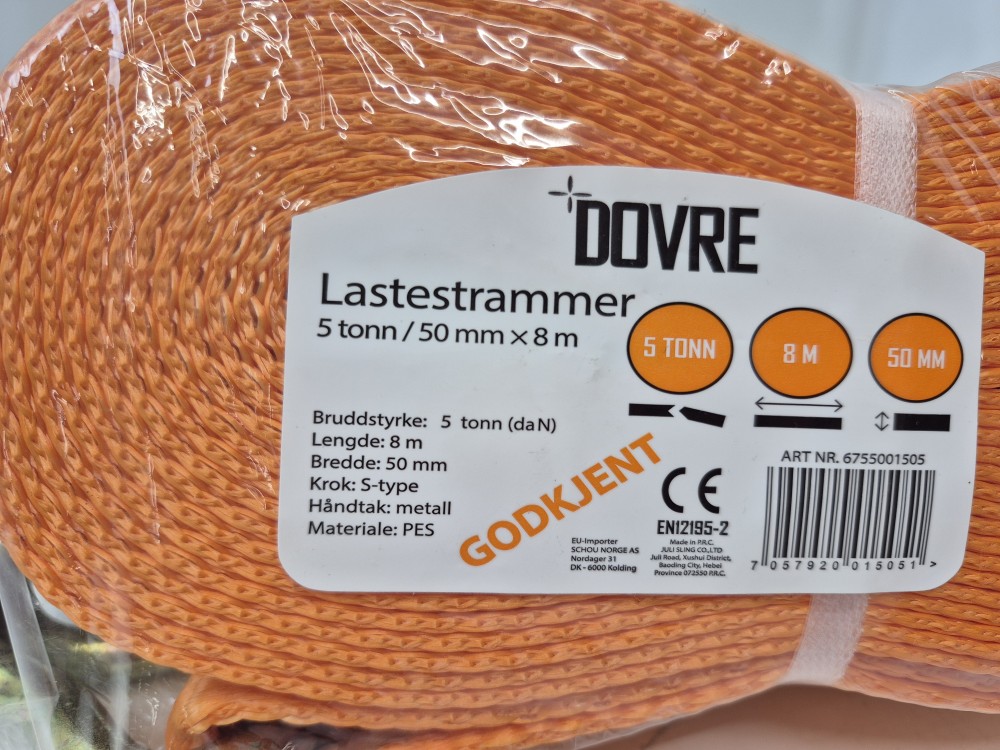 DOVRE
Lastestrammer
5 tonn / 50 mm × 8 m
5 TONN
8 M
50 MM
Bruddstyrke: 5 tonn (daN)
Lengde: 8 m
Bredde: 50 mm
Krok: S-type
Håndtak: metall
Materiale: PES
GODKJENT
CE
EN12195-2
EU-Importer
SCHOU NORGE AS
Nordager 31
DK - 6000 Kolding
Made in P.R.C.
JULI SLING CO.,LTD
Juli Road, Xushui District,
Baoding City, Hebei
Province 072550 P.R.C.
ART NR. 6755001505
7 057920 015051 >